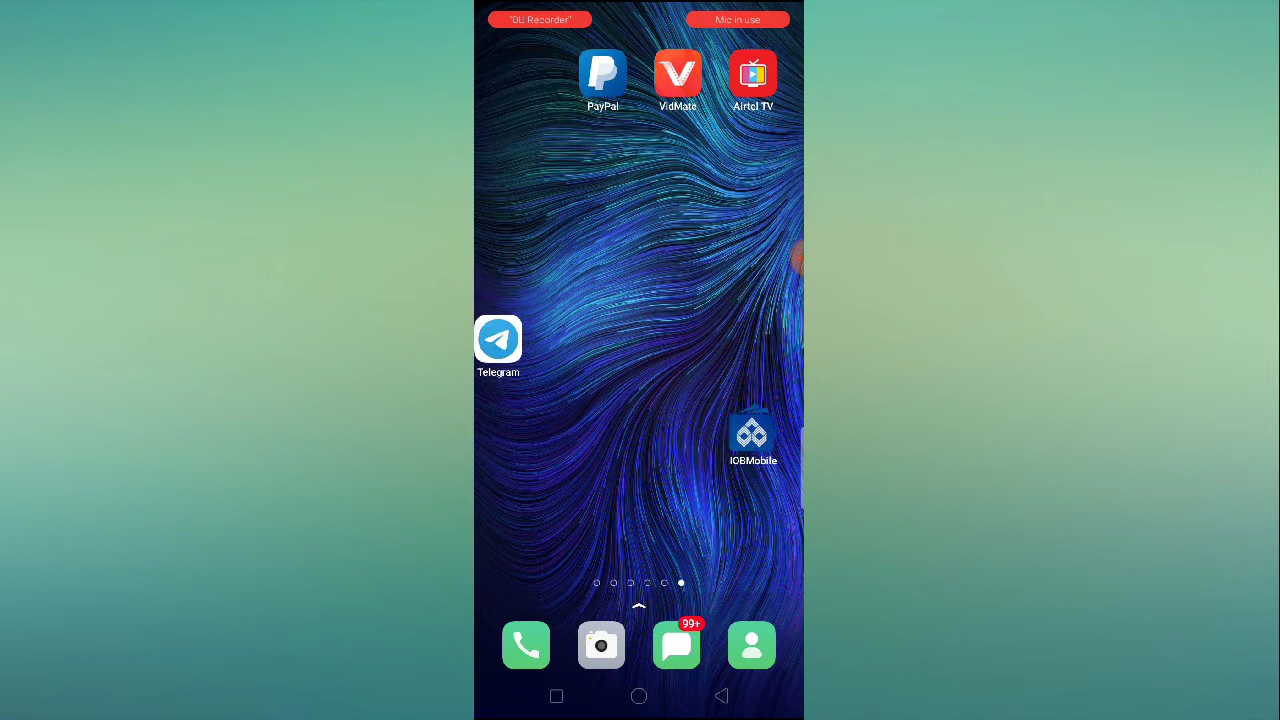 "DU Recorder"
Mic in use
PayPal
VidMate
Airtel TV
Telegram
IOBMobile
99+